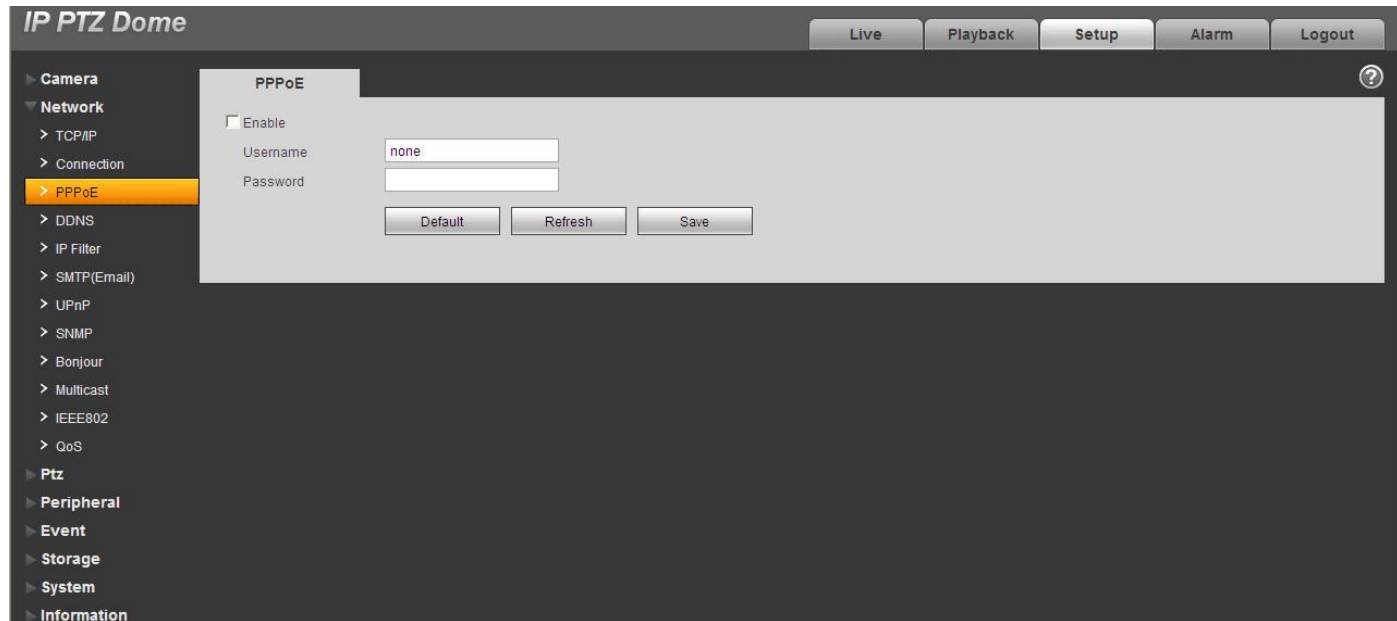 IP PTZ Dome
Live Playback Setup Alarm Logout
Camera
Network
TCP/IP
Connection
PPPoE
DDNS
IP Filter
SMTP(Email)
UPnP
SNMP
Bonjour
Multicast
IEEE802
QoS
Ptz
Peripheral
Event
Storage
System
Information
PPPoE
?
Enable
Username none
Password
Default Refresh Save